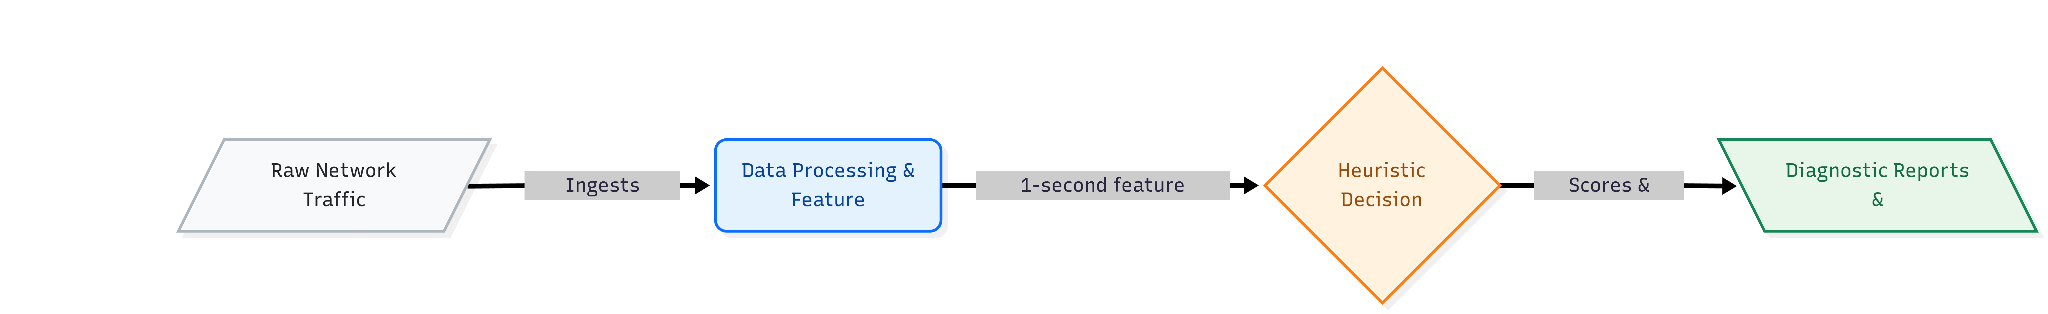 Raw Network
Traffic
Ingests
Data Processing &
Feature
1-second feature
Heuristic
Decision
Scores &
Diagnostic Reports
&